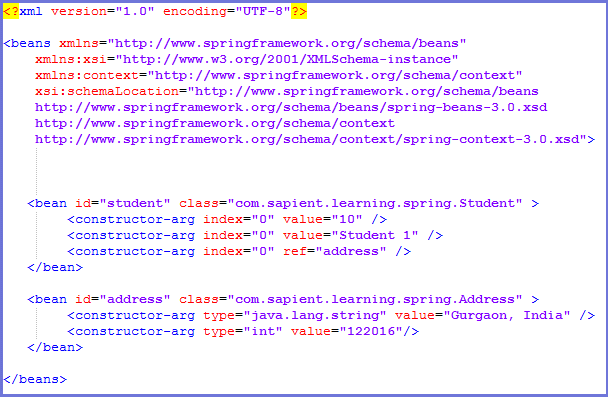 <?xml version="1.0" encoding="UTF-8"?>
<beans xmlns="http://www.springframework.org/schema/beans"
xmlns:xsi="http://www.w3.org/2001/XMLSchema-instance"
xmlns:context="http://www.springframework.org/schema/context"
xsi:schemaLocation="http://www.springframework.org/schema/beans
http://www.springframework.org/schema/beans/spring-beans-3.0.xsd
http://www.springframework.org/schema/context
http://www.springframework.org/schema/context/spring-context-3.0.xsd">
<bean id="student" class="com.sapient.learning.spring.Student" >
<constructor-arg index="0" value="10" />
<constructor-arg index="0" value="Student 1" />
<constructor-arg index="0" ref="address" />
</bean>
<bean id="address" class="com.sapient.learning.spring.Address" >
<constructor-arg type="java.lang.string" value="Gurgaon, India" />
<constructor-arg type="int" value="122016"/>
</bean>
</beans>